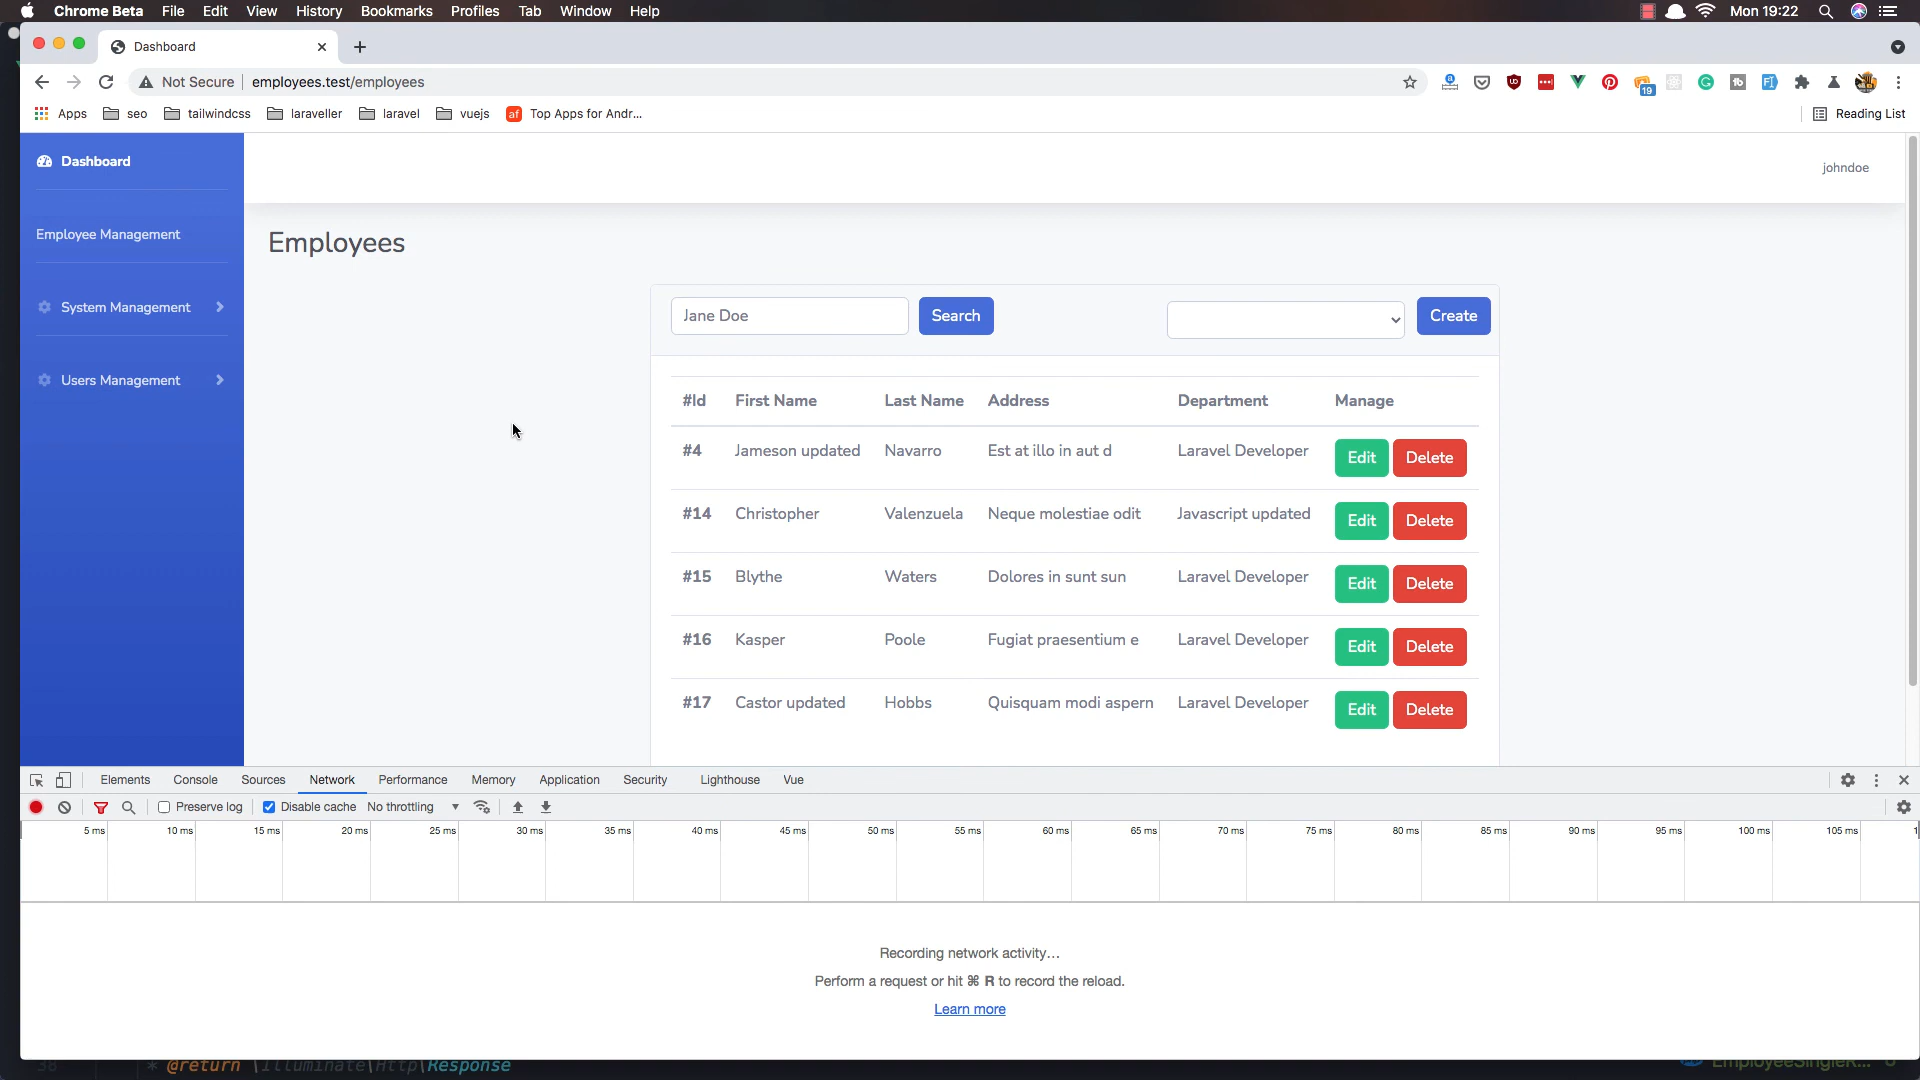 Chrome Beta File Edit View History Bookmarks Profiles Tab Window Help Mon 19:22
Dashboard
Not Secure employees.test/employees 19
Apps seo tailwindcss laraveller laravel vuejs af Top Apps for Andr... Reading List
Dashboard
johndoe
Employee Management
Employees
System Management
Jane Doe Search Create
Users Management
#Id First Name Last Name Address Department Manage
#4 Jameson updated Navarro Est at illo in aut d Laravel Developer Edit Delete
#14 Christopher Valenzuela Neque molestiae odit Javascript updated Edit Delete
#15 Blythe Waters Dolores in sunt sun Laravel Developer Edit Delete
#16 Kasper Poole Fugiat praesentium e Laravel Developer Edit Delete
#17 Castor updated Hobbs Quisquam modi aspern Laravel Developer Edit Delete
Elements Console Sources Network Performance Memory Application Security Lighthouse Vue
Preserve log Disable cache No throttling
5 ms 10 ms 15 ms 20 ms 25 ms 30 ms 35 ms 40 ms 45 ms 50 ms 55 ms 60 ms 65 ms 70 ms 75 ms 80 ms 85 ms 90 ms 95 ms 100 ms 105 ms 1
Recording network activity…
Perform a request or hit ⌘ R to record the reload.
Learn more
38 * @return \Illuminate\Http\Response EmployeeSingleR...